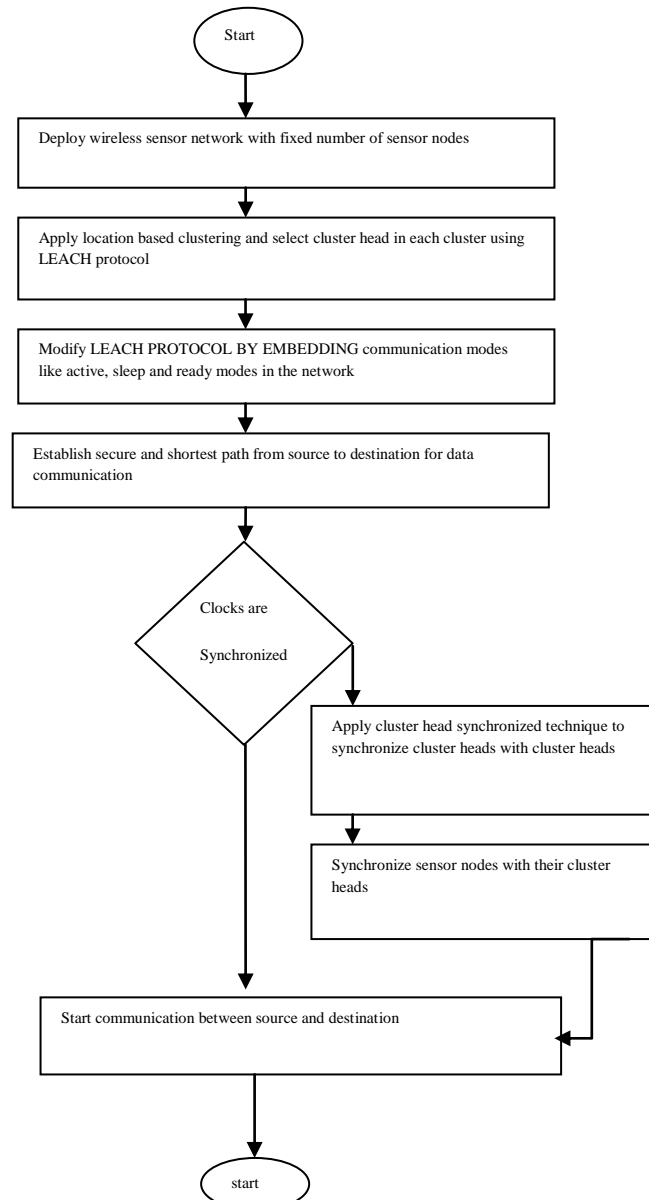 Start
Deploy wireless sensor network with fixed number of sensor nodes
Apply location based clustering and select cluster head in each cluster using
LEACH protocol
Modify LEACH PROTOCOL BY EMBEDDING communication modes
like active, sleep and ready modes in the network
Establish secure and shortest path from source to destination for data
communication
Clocks are
Synchronized
Apply cluster head synchronized technique to
synchronize cluster heads with cluster heads
Synchronize sensor nodes with their cluster
heads
Start communication between source and destination
start